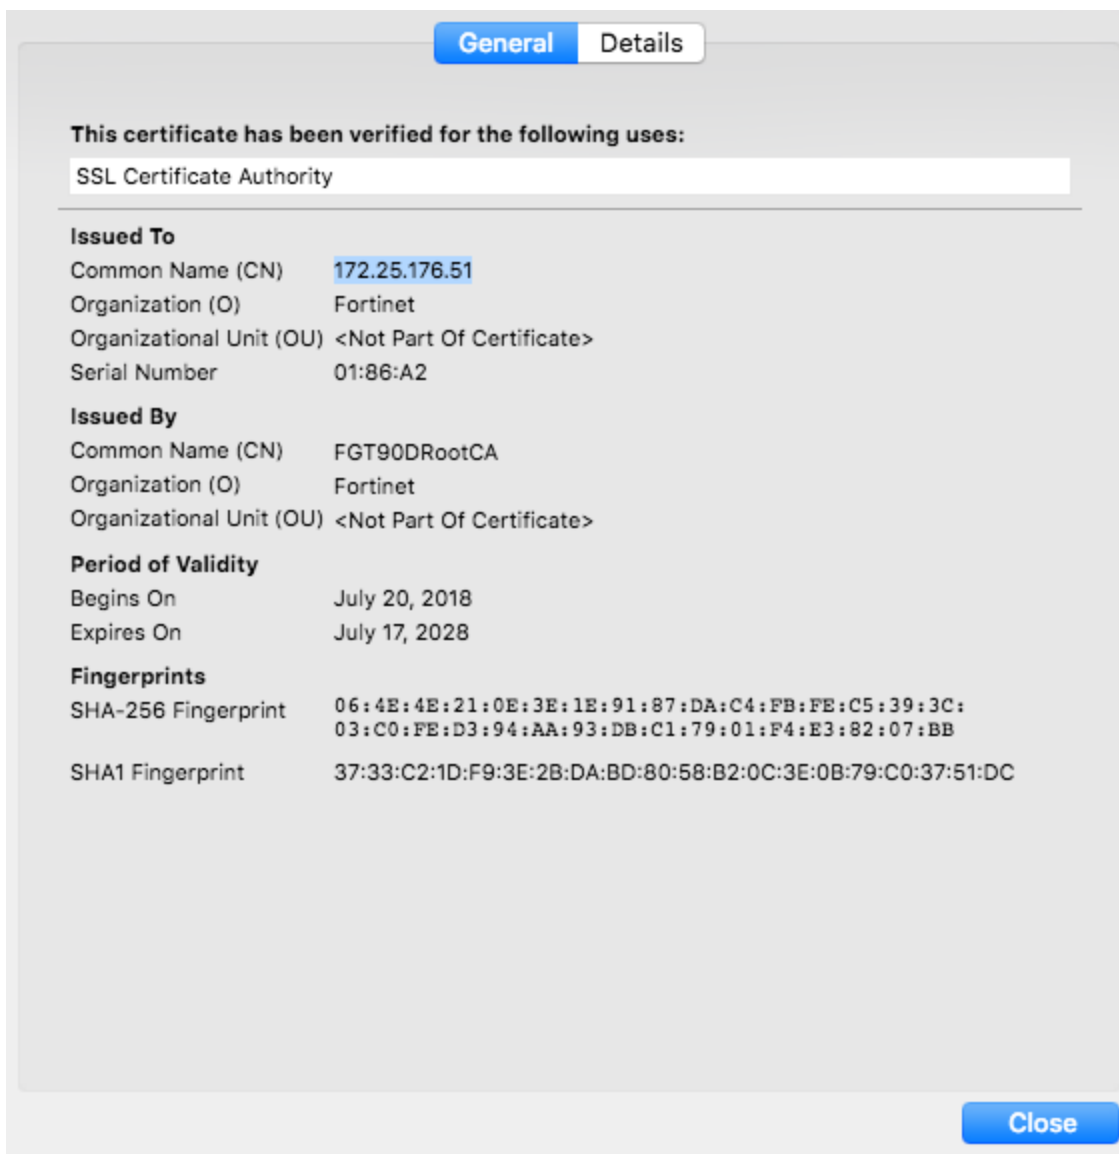 General Details
This certificate has been verified for the following uses:
SSL Certificate Authority
Issued To
Common Name (CN) 172.25.176.51
Organization (O) Fortinet
Organizational Unit (OU) <Not Part Of Certificate>
Serial Number 01:86:A2
Issued By
Common Name (CN) FGT90DRootCA
Organization (O) Fortinet
Organizational Unit (OU) <Not Part Of Certificate>
Period of Validity
Begins On July 20, 2018
Expires On July 17, 2028
Fingerprints
SHA-256 Fingerprint 06:4E:4E:21:0E:3E:1E:91:87:DA:C4:FB:FE:C5:39:3C:
03:C0:FE:D3:94:AA:93:DB:C1:79:01:F4:E3:82:07:BB
SHA1 Fingerprint 37:33:C2:1D:F9:3E:2B:DA:BD:80:58:B2:0C:3E:0B:79:C0:37:51:DC
Close